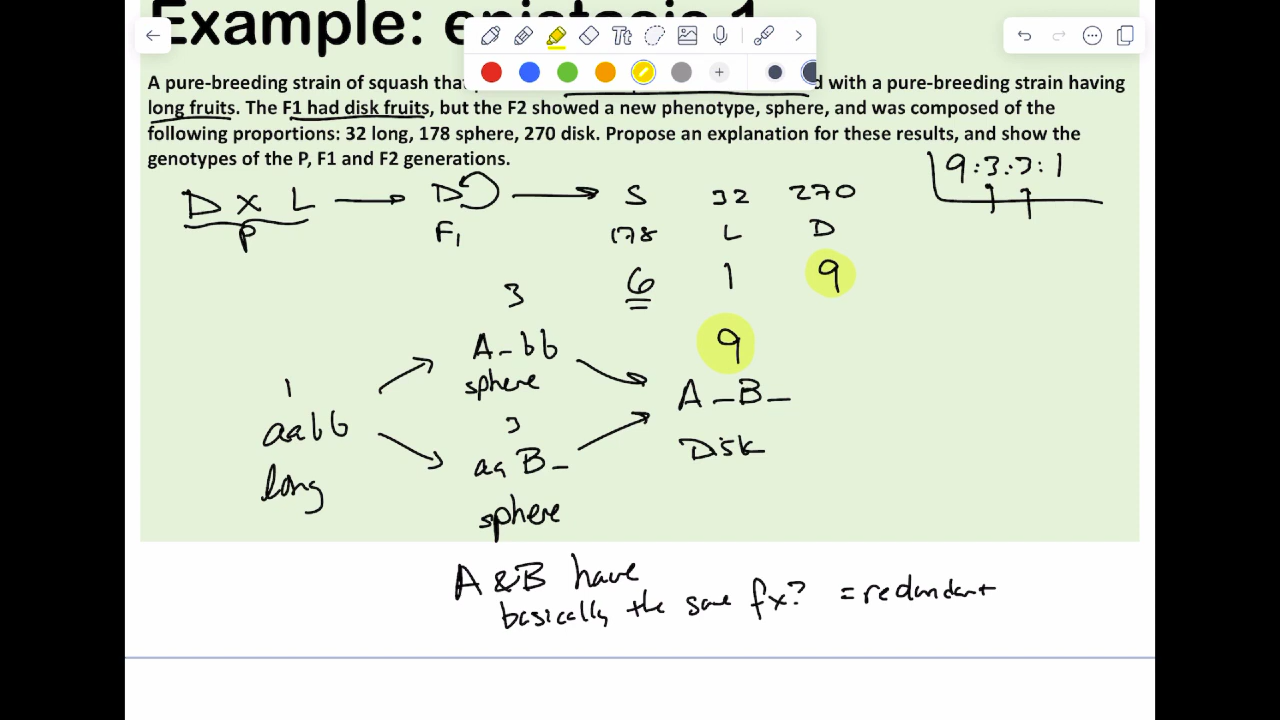 Example: epistasis 1
A pure-breeding strain of squash tha d with a pure-breeding strain having
long fruits. The F1 had disk fruits, but the F2 showed a new phenotype, sphere, and was composed of the
following proportions: 32 long, 178 sphere, 270 disk. Propose an explanation for these results, and show the
genotypes of the P, F1 and F2 generations.
9:3:3:1
D x L D S 32 270
P F1 178 L D
6 1 9
3
A-bb
sphere
9
A-B-
Disk
1
aabb
long
3
aaB-
sphere
A & B have
basically the same fx? = redundant
Tt
+